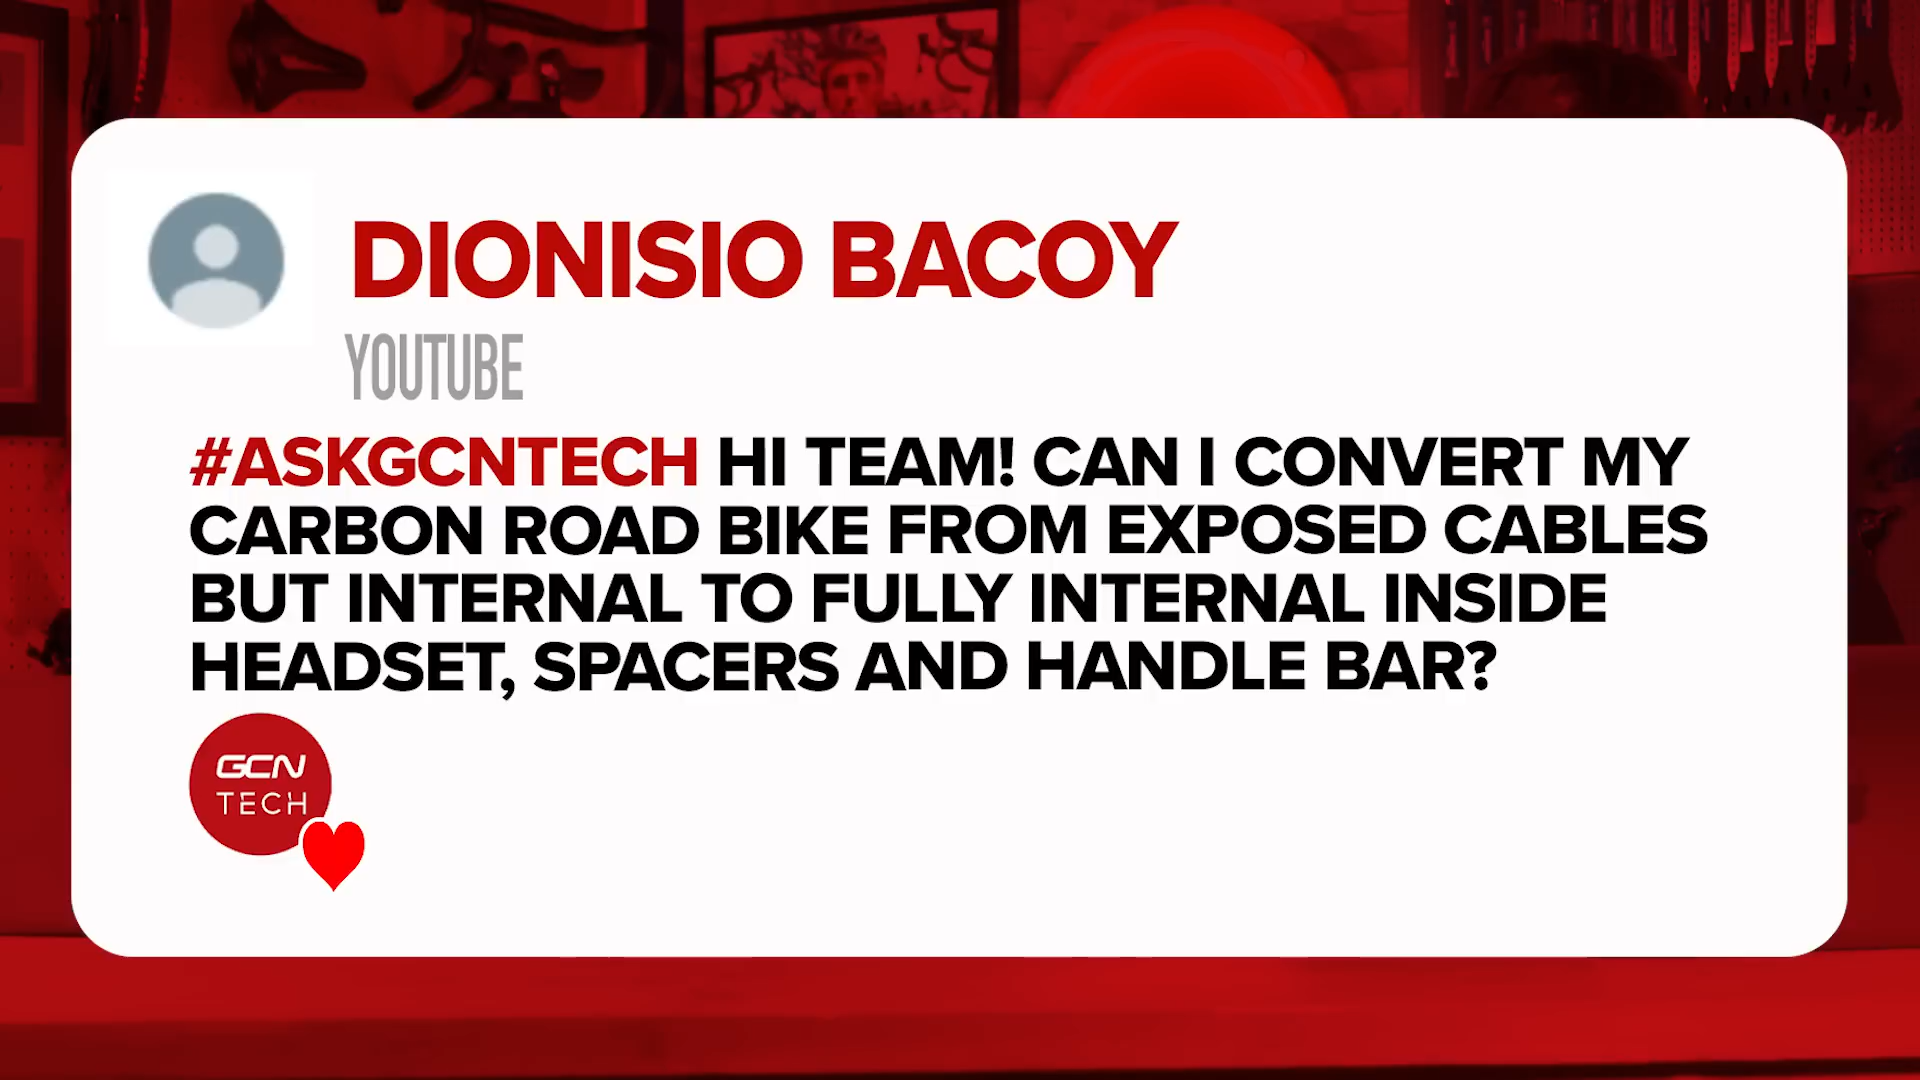 DIONISIO BACOY
YOUTUBE
#ASKGCNTECH HI TEAM! CAN I CONVERT MY
CARBON ROAD BIKE FROM EXPOSED CABLES
BUT INTERNAL TO FULLY INTERNAL INSIDE
HEADSET, SPACERS AND HANDLE BAR?
GCN
TECH